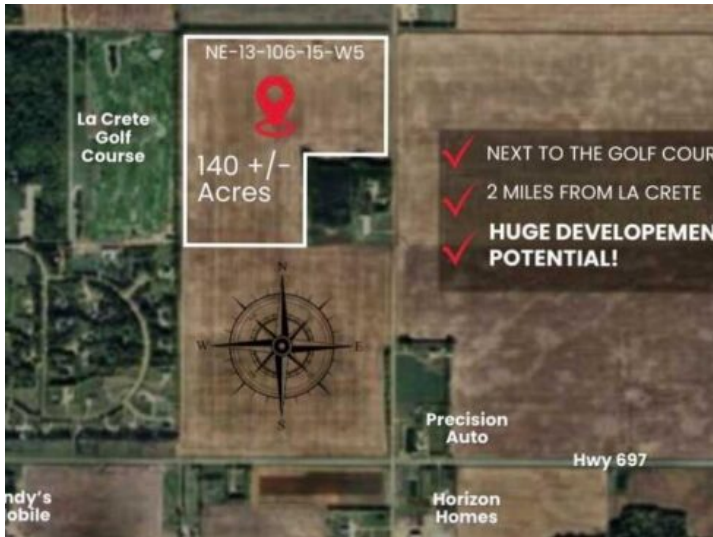 NE-13-106-15-W5
La Crete
Golf
Course
140 +/-
Acres
NEXT TO THE GOLF COUR
2 MILES FROM LA CRETE
HUGE DEVELOPEMEN
POTENTIAL!
N
W
E
S
Precision
Auto
Hwy 697
ndy's
obile
Horizon
Homes